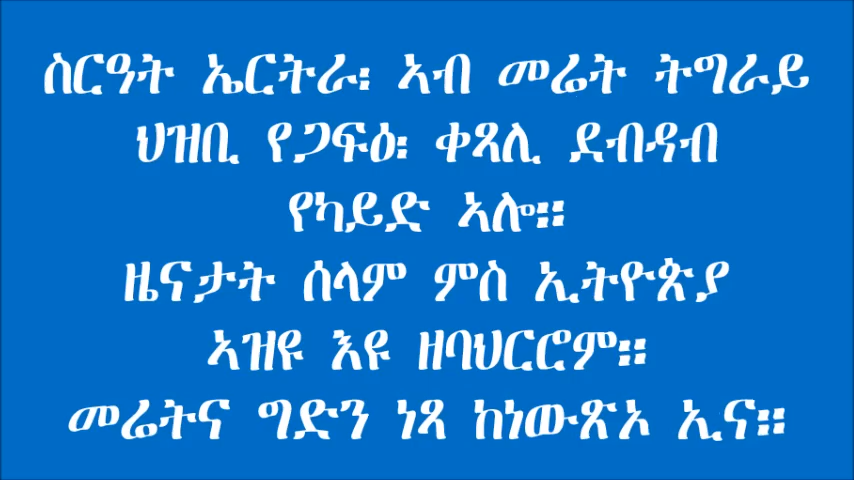 ስርዓት ኤርትራ፡ ኣብ መሬት ትግራይ
ህዝቢ የጋፍዕ፡ ቀጻሊ ደብዳብ
የካይድ ኣሎ።
ዜናታት ሰላም ምስ ኢትዮጵያ
ኣዝዩ እዩ ዘባህርሮም።
መሬትና ግድን ነጻ ከነውጽኦ ኢና።